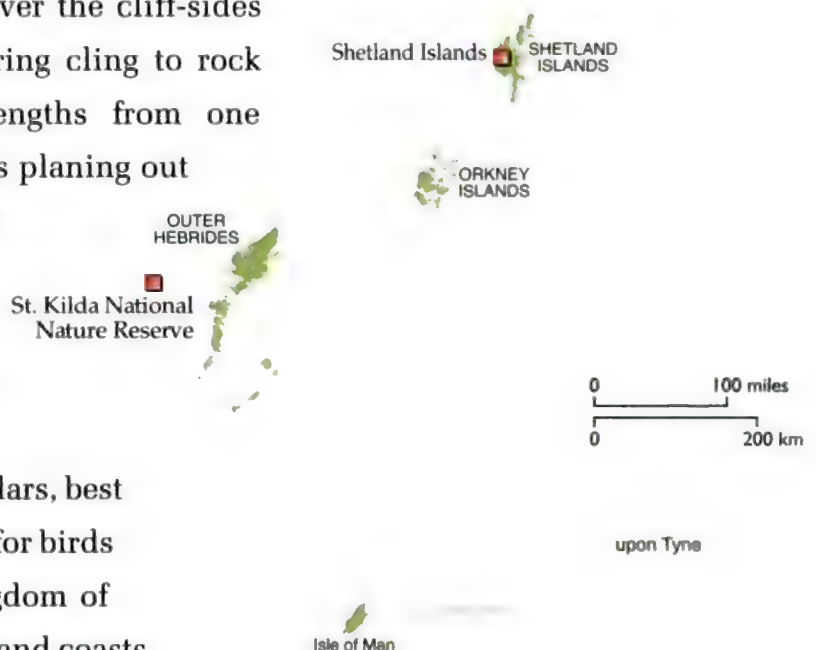 ver the cliff-sides
ring cling to rock
engths from one
s planing out
Shetland Islands
SHETLAND
ISLANDS
ORKNEY
ISLANDS
OUTER
HEBRIDES
St. Kilda National
Nature Reserve
0 100 miles
0 200 km
lars, best
for birds
gdom of
and coasts
upon Tyne
Isle of Man